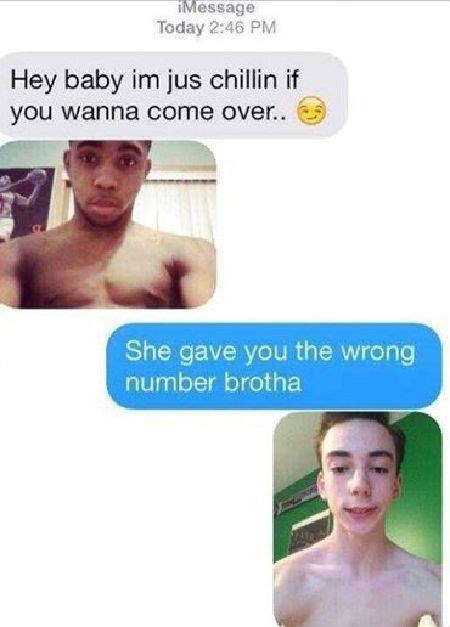 iMessage
Today 2:46 PM
Hey baby im jus chillin if
you wanna come over.. 😏
She gave you the wrong
number brotha